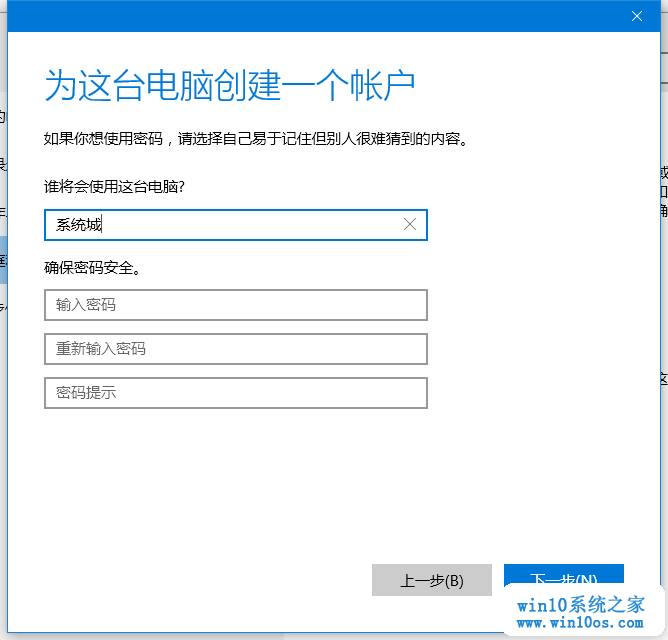 为这台电脑创建一个帐户
如果你想使用密码，请选择自己易于记住但别人很难猜到的内容。
谁将会使用这台电脑?
系统城
确保密码安全。
输入密码
重新输入密码
密码提示
上一步(B)
下一步(N)
win10系统之家
www.win10os.com